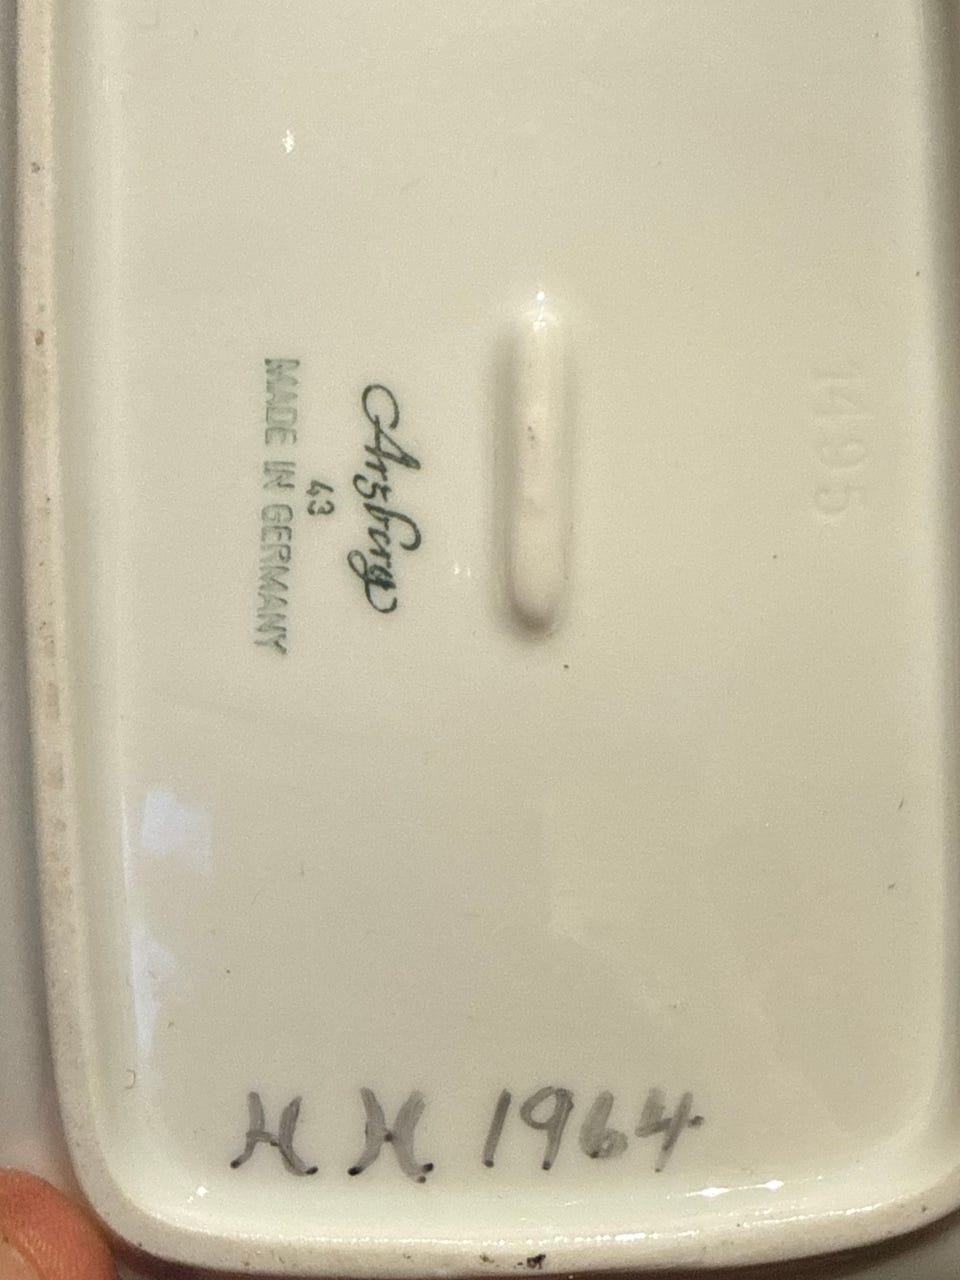 Arzberg
43
MADE IN GERMANY
1495
H H 1964